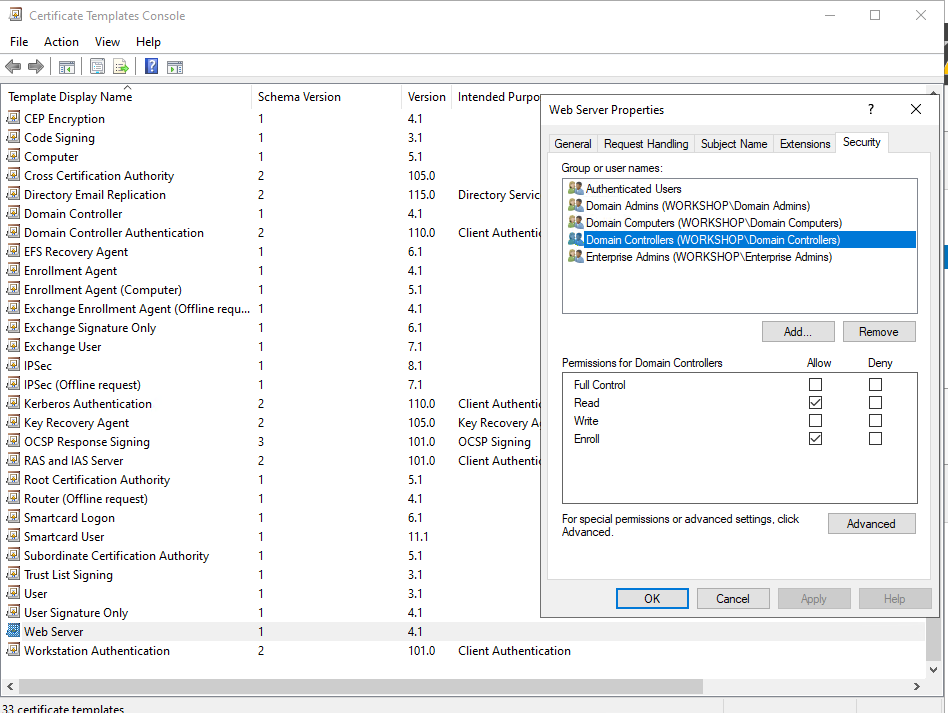 Certificate Templates Console
File Action View Help
Template Display Name Schema Version Version Intended Purpo
CEP Encryption 1 4.1
Code Signing 1 3.1
Computer 1 5.1
Cross Certification Authority 2 105.0
Directory Email Replication 2 115.0 Directory Servic
Domain Controller 1 4.1
Domain Controller Authentication 2 110.0 Client Authentic
EFS Recovery Agent 1 6.1
Enrollment Agent 1 4.1
Enrollment Agent (Computer) 1 5.1
Exchange Enrollment Agent (Offline requ... 1 4.1
Exchange Signature Only 1 6.1
Exchange User 1 7.1
IPSec 1 8.1
IPSec (Offline request) 1 7.1
Kerberos Authentication 2 110.0 Client Authentic
Key Recovery Agent 2 105.0 Key Recovery A
OCSP Response Signing 3 101.0 OCSP Signing
RAS and IAS Server 2 101.0 Client Authentic
Root Certification Authority 1 5.1
Router (Offline request) 1 4.1
Smartcard Logon 1 6.1
Smartcard User 1 11.1
Subordinate Certification Authority 1 5.1
Trust List Signing 1 3.1
User 1 3.1
User Signature Only 1 4.1
Web Server 1 4.1
Workstation Authentication 2 101.0 Client Authentication
33 certificate templates
Web Server Properties
General Request Handling Subject Name Extensions Security
Group or user names:
Authenticated Users
Domain Admins (WORKSHOP\Domain Admins)
Domain Computers (WORKSHOP\Domain Computers)
Domain Controllers (WORKSHOP\Domain Controllers)
Enterprise Admins (WORKSHOP\Enterprise Admins)
Add... Remove
Permissions for Domain Controllers Allow Deny
Full Control
Read
Write
Enroll
For special permissions or advanced settings, click
Advanced.
Advanced
OK Cancel Apply Help